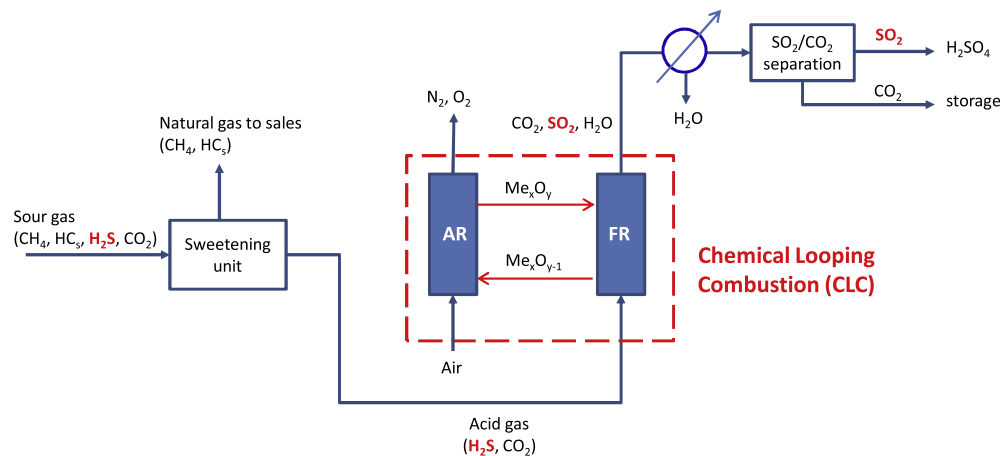 SO₂/CO₂
separation
SO₂
H₂SO₄
CO₂
storage
H₂O
N₂, O₂
CO₂, SO₂, H₂O
Natural gas to sales
(CH₄, HCₛ)
MeₓOᵧ
AR
FR
Sour gas
(CH₄, HCₛ, H₂S, CO₂)
Sweetening
unit
MeₓOᵧ₋₁
Chemical Looping
Combustion (CLC)
Air
Acid gas
(H₂S, CO₂)